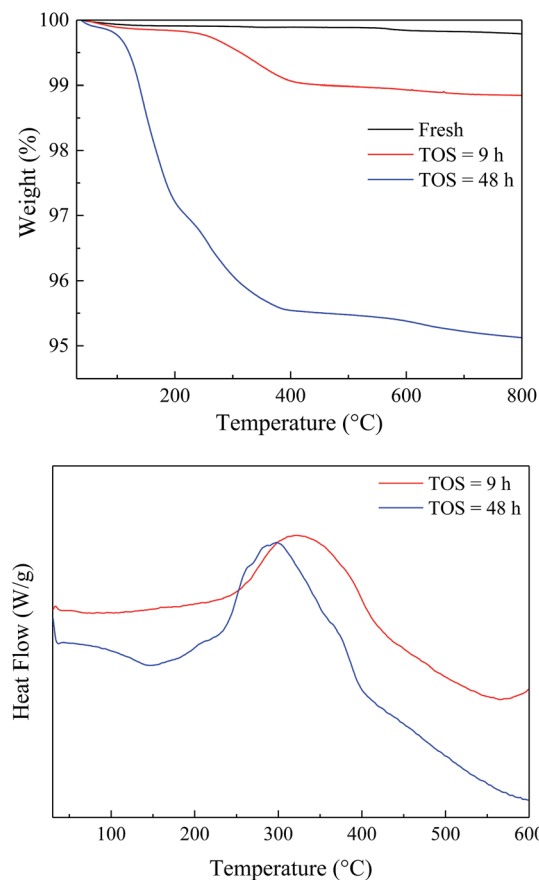 100
99
98
97
96
95
Weight (%)
Fresh
TOS = 9 h
TOS = 48 h
200
400
600
800
Temperature (°C)
TOS = 9 h
TOS = 48 h
Heat Flow (W/g)
100
200
300
400
500
600
Temperature (°C)